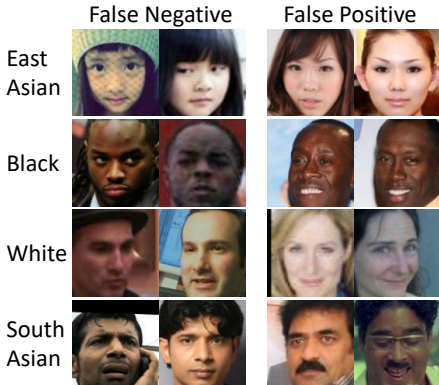 False Negative False Positive
East
Asian
Black
White
South
Asian